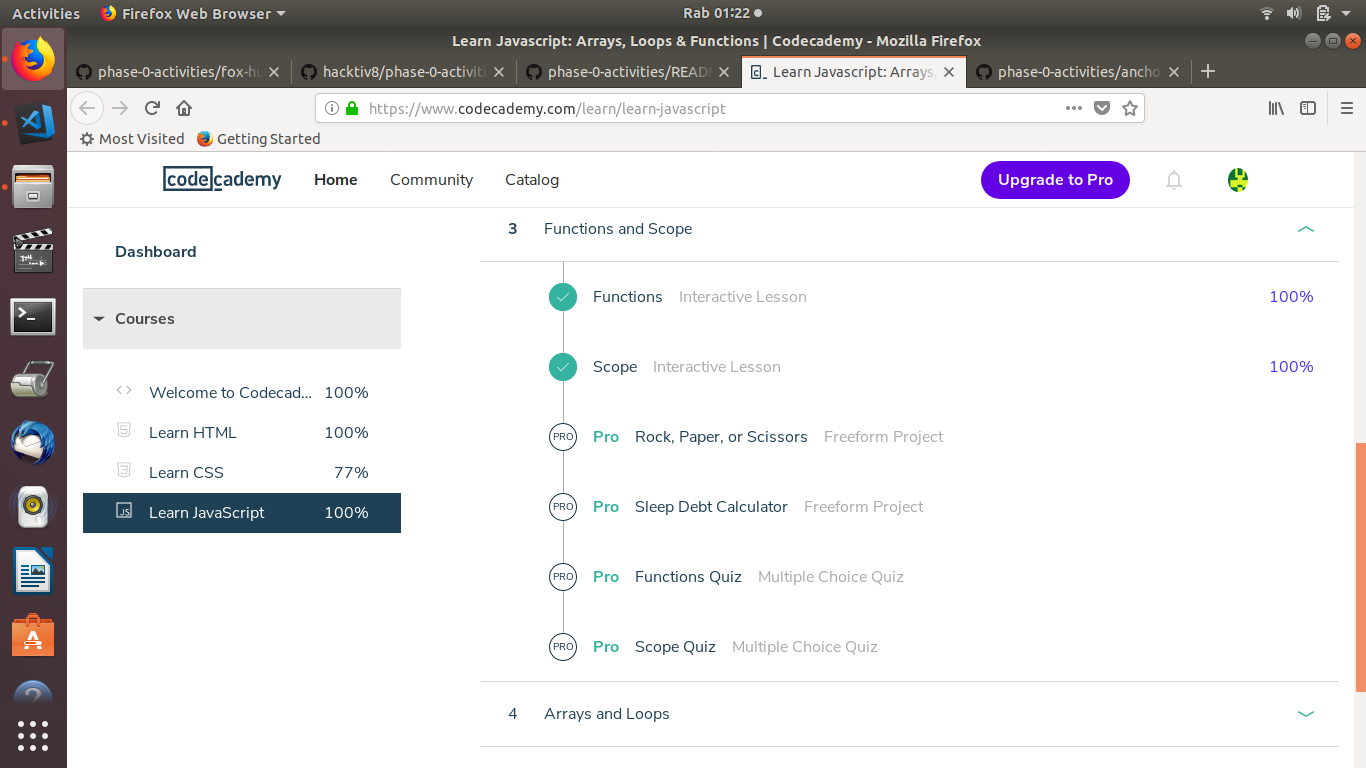 Activities Firefox Web Browser Rab 01:22
Learn Javascript: Arrays, Loops & Functions | Codecademy - Mozilla Firefox
phase-0-activities/fox-hu hacktiv8/phase-0-activiti phase-0-activities/READ Learn Javascript: Arrays, phase-0-activities/ancho
https://www.codecademy.com/learn/learn-javascript
Most Visited Getting Started
codecademy Home Community Catalog Upgrade to Pro
3 Functions and Scope
Dashboard
Functions Interactive Lesson 100%
Courses
Scope Interactive Lesson 100%
Welcome to Codecad... 100%
Learn HTML 100%
PRO Pro Rock, Paper, or Scissors Freeform Project
Learn CSS 77%
PRO Pro Sleep Debt Calculator Freeform Project
JS Learn JavaScript 100%
PRO Pro Functions Quiz Multiple Choice Quiz
PRO Pro Scope Quiz Multiple Choice Quiz
4 Arrays and Loops